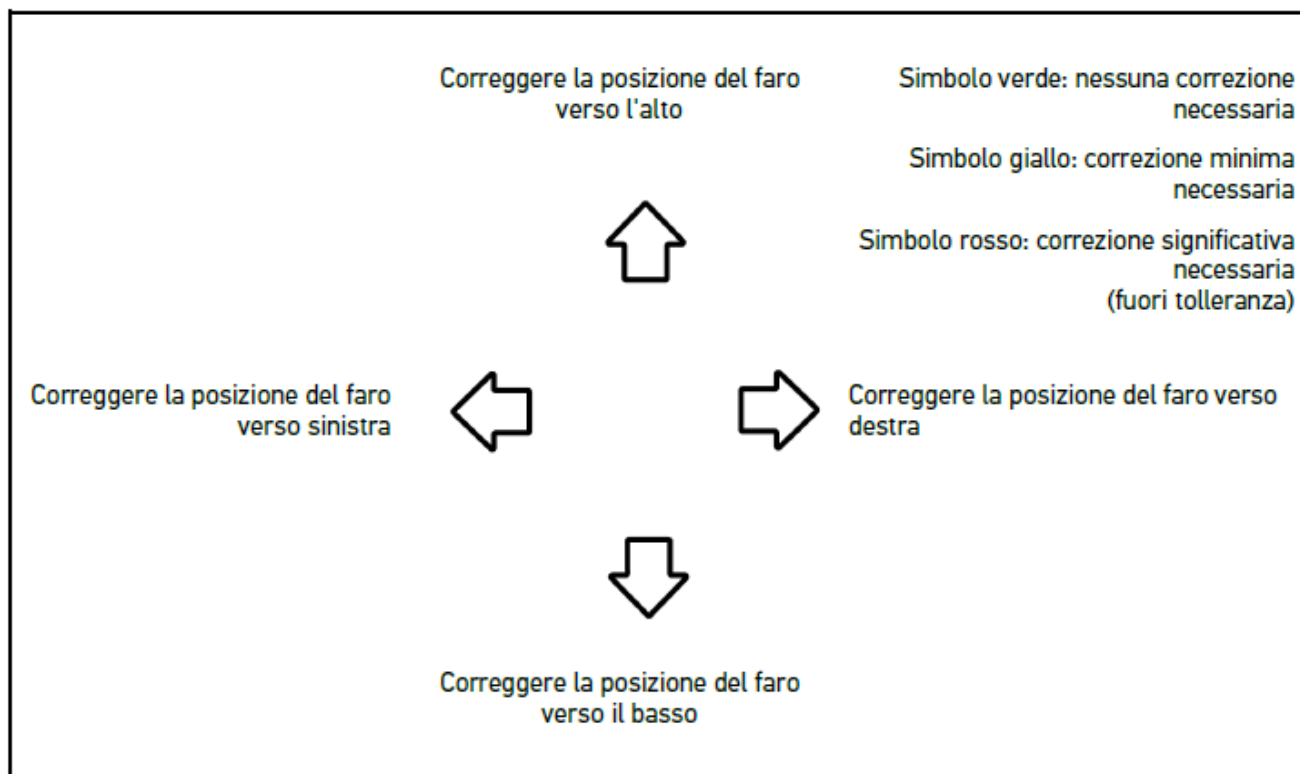 Correggere la posizione del faro
verso l'alto
Simbolo verde: nessuna correzione
necessaria
Simbolo giallo: correzione minima
necessaria
Simbolo rosso: correzione significativa
necessaria
(fuori tolleranza)
Correggere la posizione del faro
verso sinistra
Correggere la posizione del faro verso
destra
Correggere la posizione del faro
verso il basso